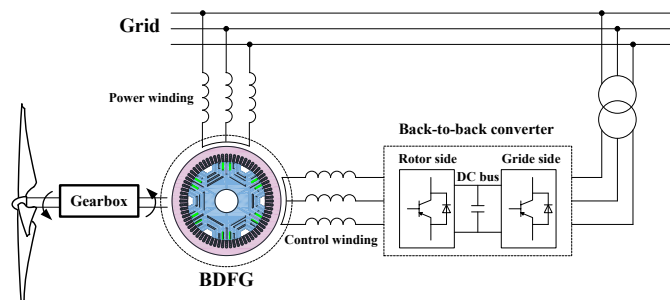 Grid
Power winding
Back-to-back converter
Rotor side
DC bus
Gride side
Gearbox
Control winding
BDFG